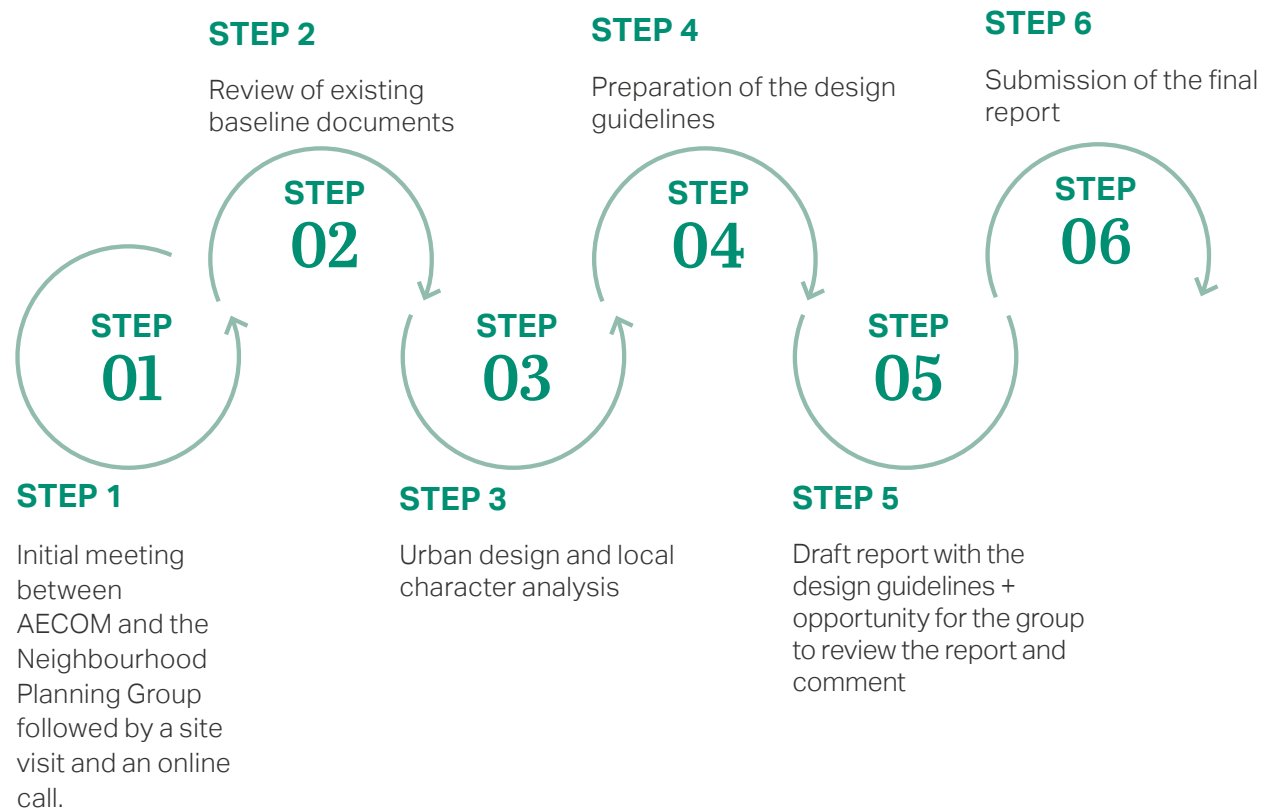 STEP 2
Review of existing
baseline documents
STEP 4
Preparation of the design
guidelines
STEP 6
Submission of the final
report
STEP
02
STEP
04
STEP
06
STEP
01
STEP
03
STEP
05
STEP 1
Initial meeting
between
AECOM and the
Neighbourhood
Planning Group
followed by a site
visit and an online
call.
STEP 3
Urban design and local
character analysis
STEP 5
Draft report with the
design guidelines +
opportunity for the group
to review the report and
comment